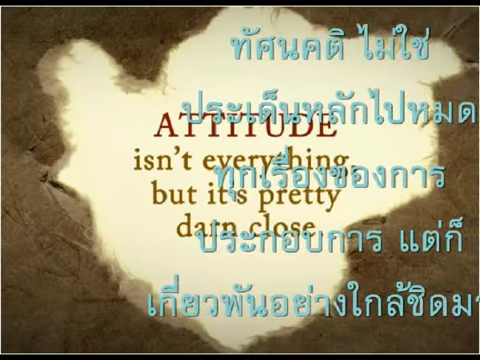 ทัศนคติ ไม่ใช่
ประเด็นหลักไปหมด
ทุกเรื่องของการ
ประกอบการ แต่ก็
เกี่ยวพันอย่างใกล้ชิด
ATTITUDE
isn't everything,
but it's pretty
darn close